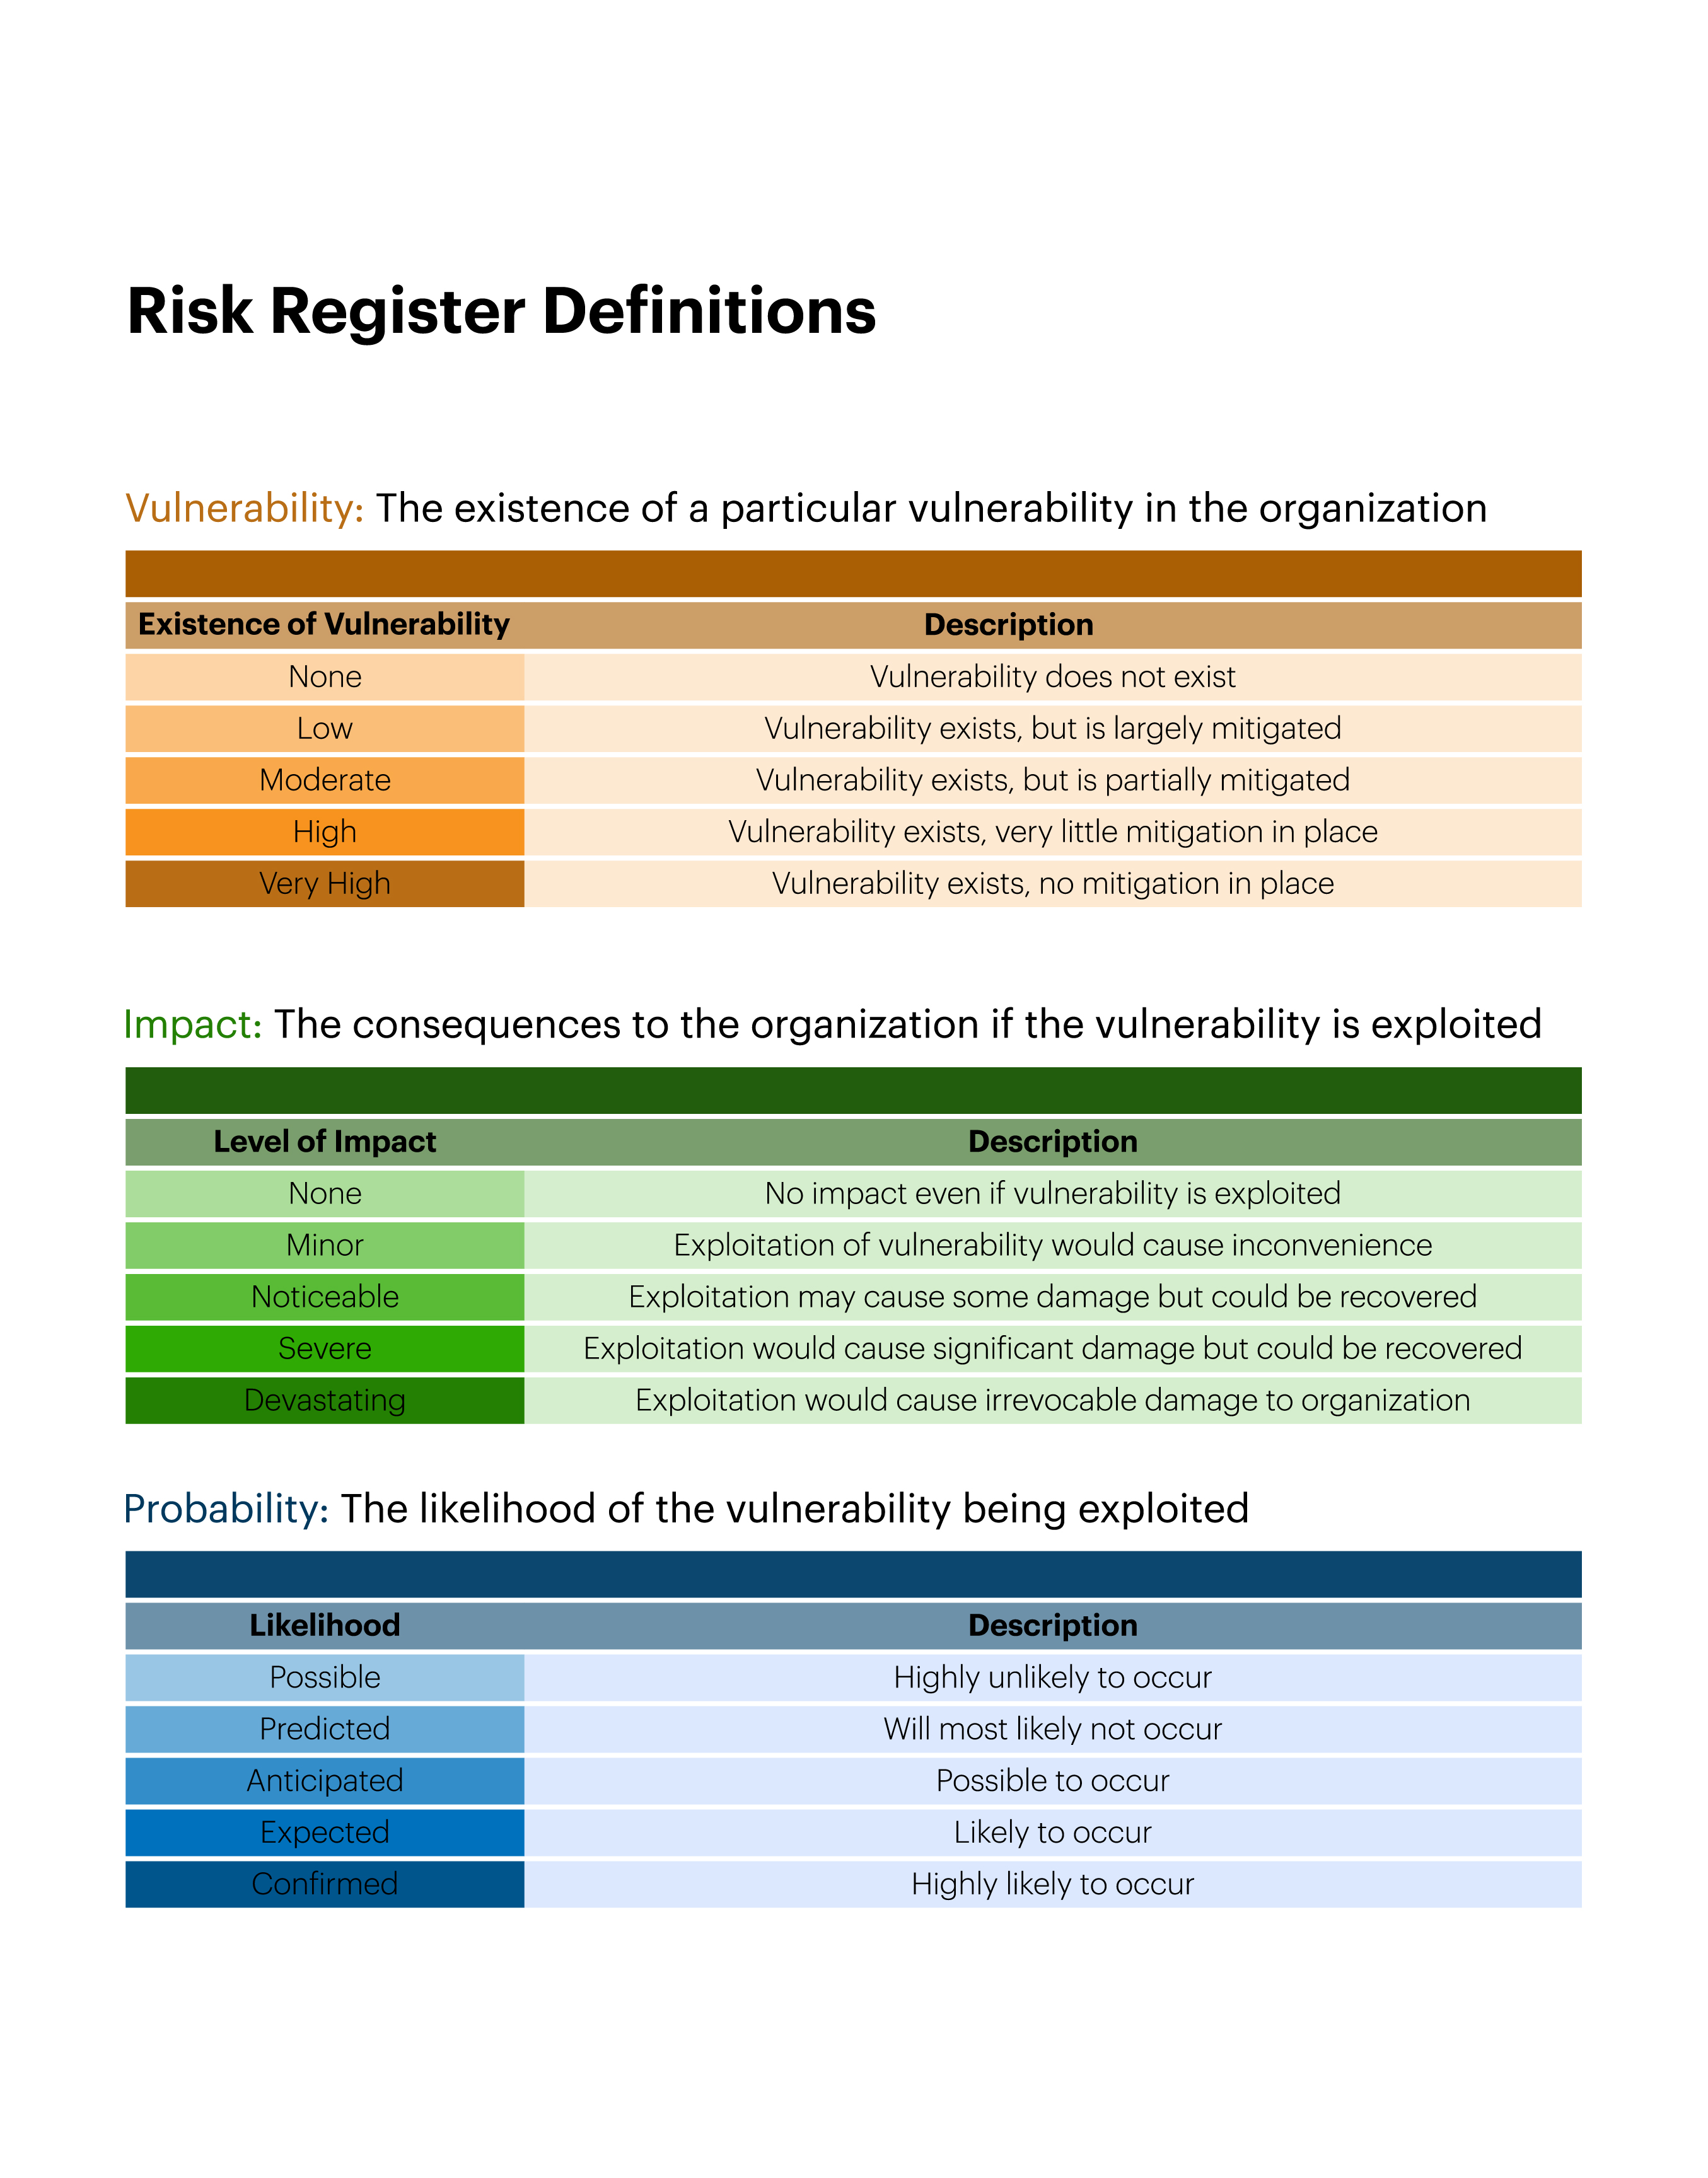 Risk Register Definitions
Vulnerability: The existence of a particular vulnerability in the organization
Existence of Vulnerability Description
None Vulnerability does not exist
Low Vulnerability exists, but is largely mitigated
Moderate Vulnerability exists, but is partially mitigated
High Vulnerability exists, very little mitigation in place
Very High Vulnerability exists, no mitigation in place
Impact: The consequences to the organization if the vulnerability is exploited
Level of Impact Description
None No impact even if vulnerability is exploited
Minor Exploitation of vulnerability would cause inconvenience
Noticeable Exploitation may cause some damage but could be recovered
Severe Exploitation would cause significant damage but could be recovered
Devastating Exploitation would cause irrevocable damage to organization
Probability: The likelihood of the vulnerability being exploited
Likelihood Description
Possible Highly unlikely to occur
Predicted Will most likely not occur
Anticipated Possible to occur
Expected Likely to occur
Confirmed Highly likely to occur